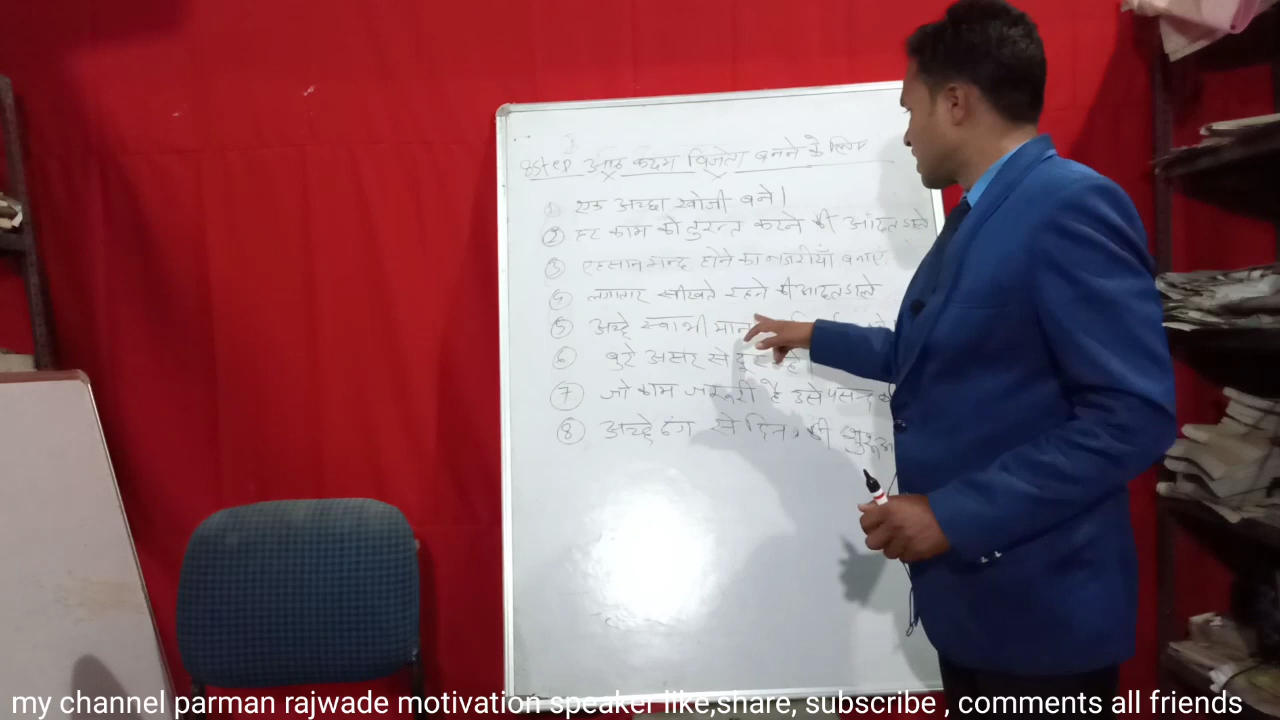 8step आठ कदम विजेता बनने के लिए
① एक अच्छा खोजी बने।
② हर काम को तुरन्त करने की आदत डाले
③ एहसानमन्द होने का नजरीयाँ बनाएं
④ लगातार सीखते रहने की आदत डाले
⑤ अच्छे स्वाभीमान
⑥ बुरे असर से दूर रहे
⑦ जो काम जरूरी है उसे पसन्द
⑧ अच्छे ढंग से दिन की
my channel parman rajwade motivation speaker like,share, subscribe , comments all friends